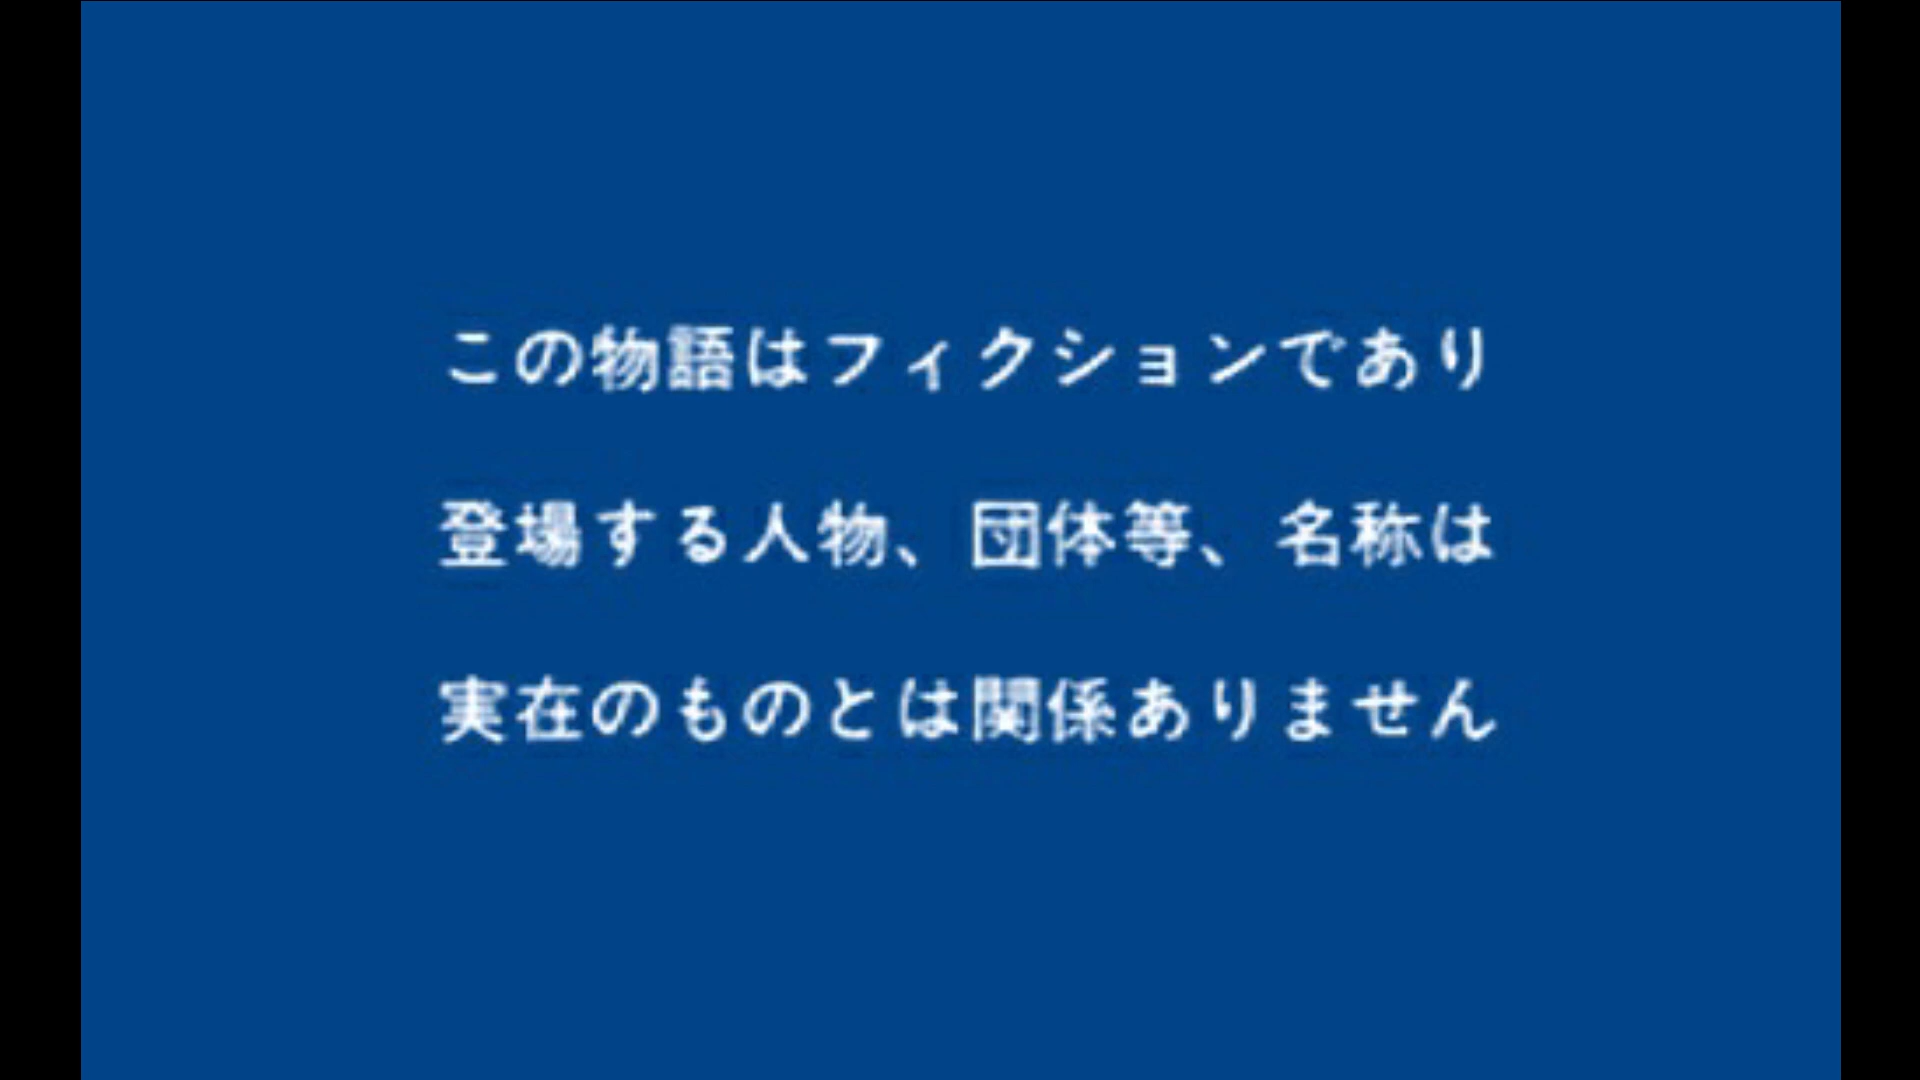 この物語はフィクションであり
登場する人物、団体等、名称は
実在のものとは関係ありません